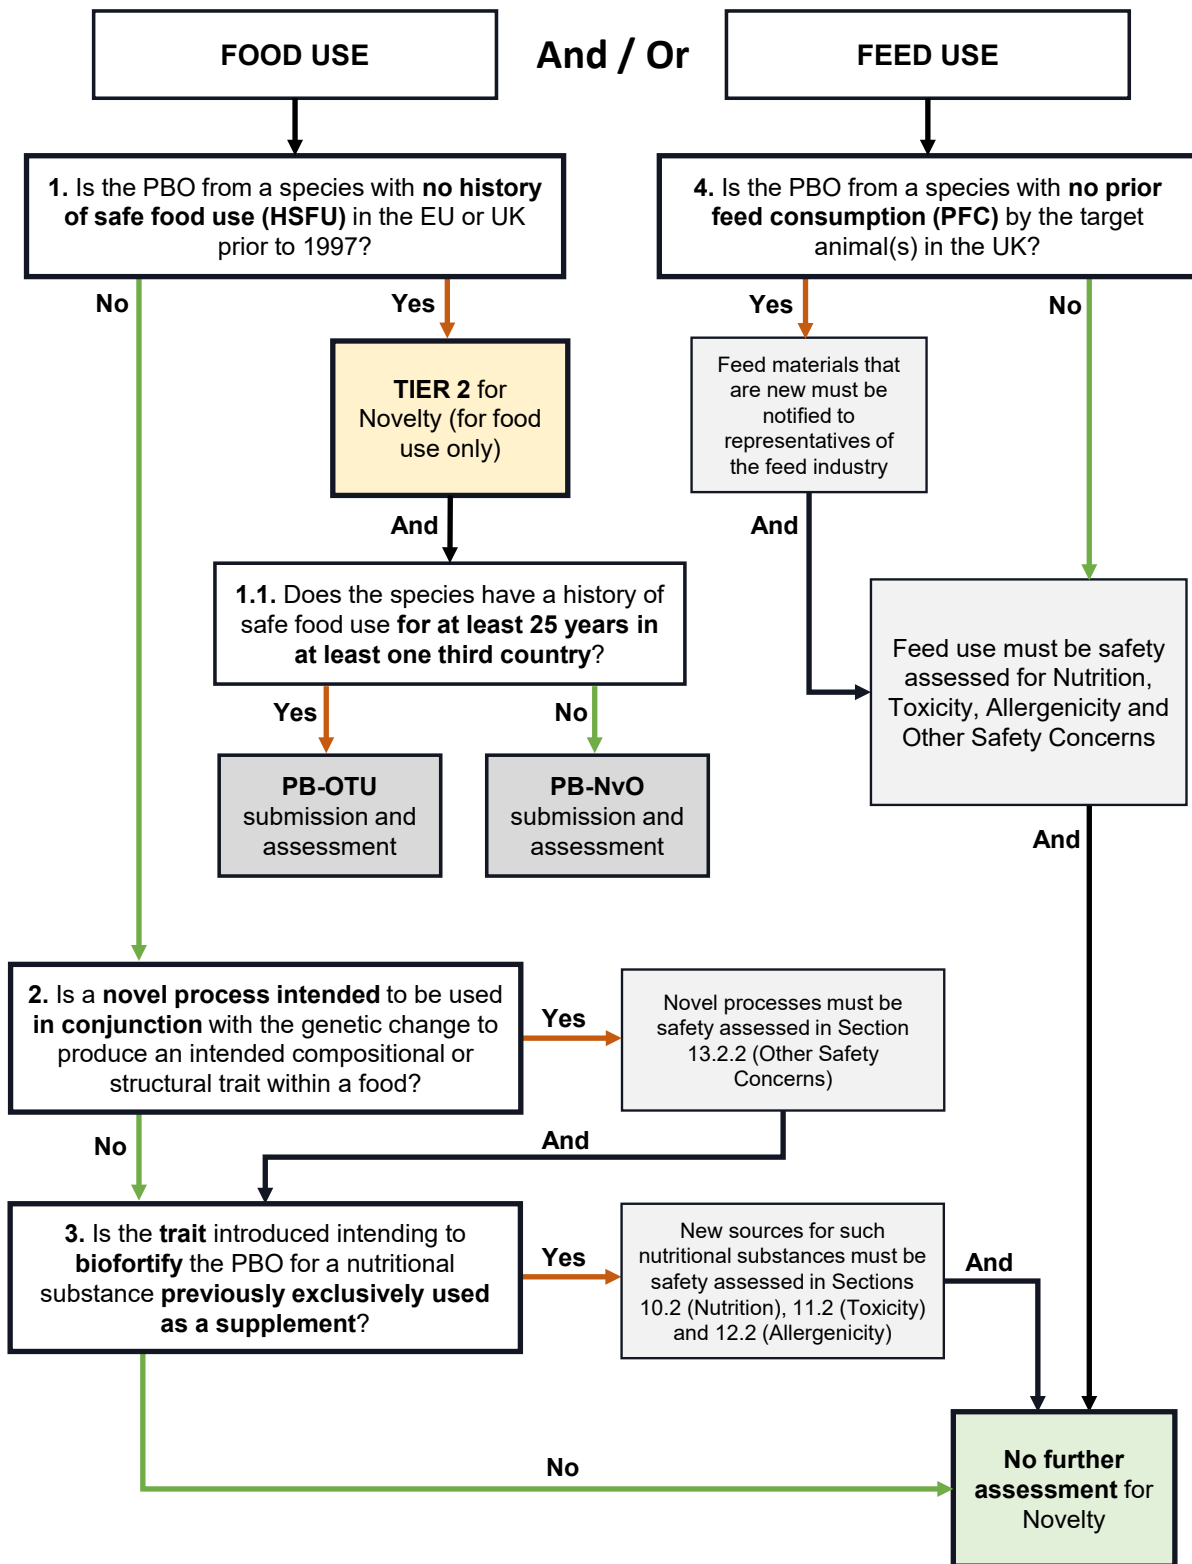 FOOD USE
And / Or
FEED USE
1. Is the PBO from a species with no history
of safe food use (HSFU) in the EU or UK
prior to 1997?
4. Is the PBO from a species with no prior
feed consumption (PFC) by the target
animal(s) in the UK?
No
Yes
Yes
No
TIER 2 for
Novelty (for food
use only)
Feed materials that
are new must be
notified to
representatives of
the feed industry
And
And
1.1. Does the species have a history of
safe food use for at least 25 years in
at least one third country?
Feed use must be safety
assessed for Nutrition,
Toxicity, Allergenicity and
Other Safety Concerns
Yes
No
PB-OTU
submission and
assessment
PB-NvO
submission and
assessment
And
2. Is a novel process intended to be used
in conjunction with the genetic change to
produce an intended compositional or
structural trait within a food?
Yes
Novel processes must be
safety assessed in Section
13.2.2 (Other Safety
Concerns)
No
And
3. Is the trait introduced intending to
biofortify the PBO for a nutritional
substance previously exclusively used
as a supplement?
Yes
New sources for such
nutritional substances must be
safety assessed in Sections
10.2 (Nutrition), 11.2 (Toxicity)
and 12.2 (Allergenicity)
And
No
No further
assessment for
Novelty